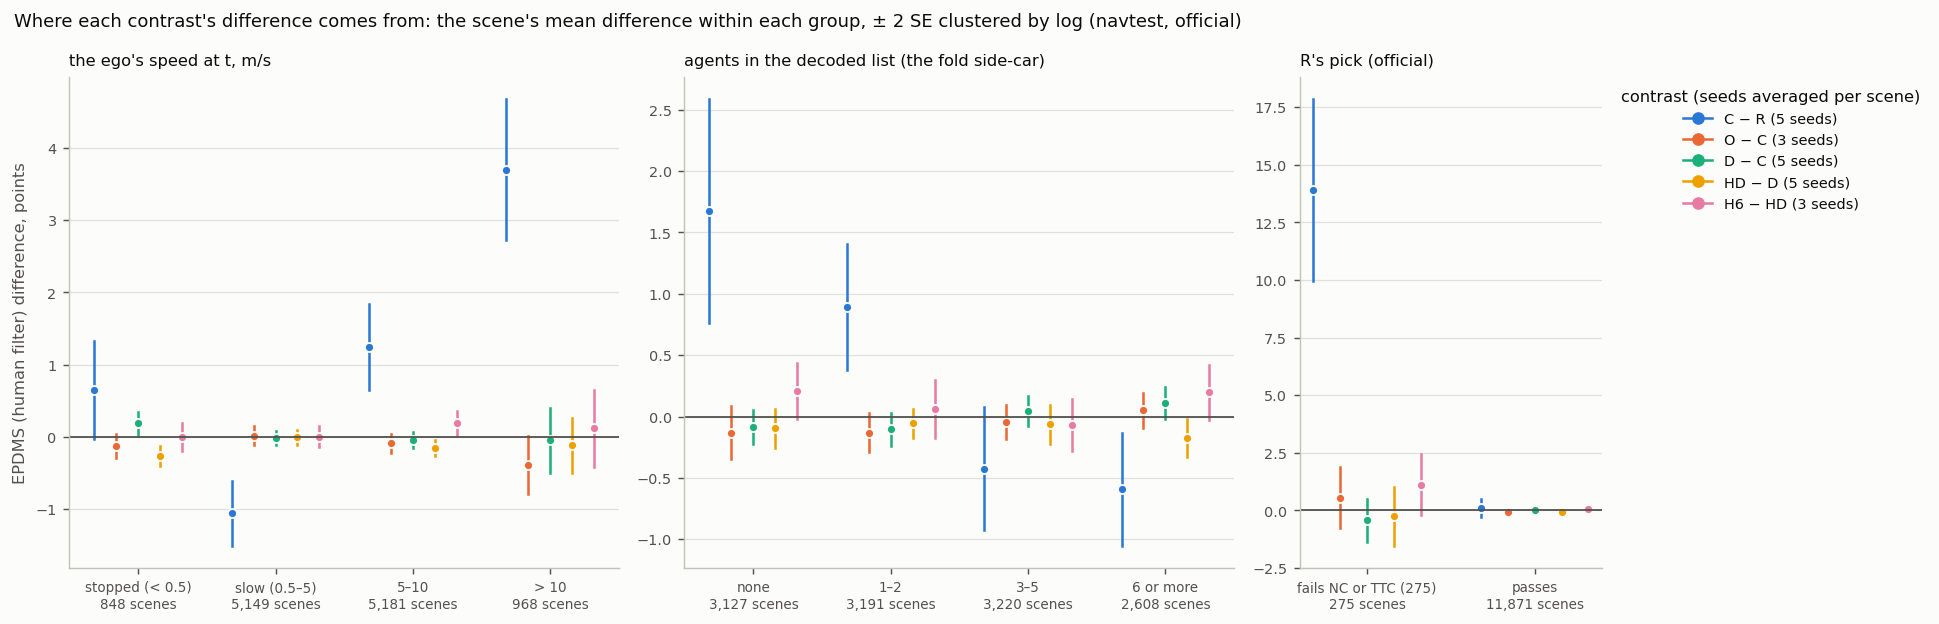 Where each contrast's difference comes from: the scene's mean difference within each group, ± 2 SE clustered by log (navtest, official)
the ego's speed at t, m/s
EPDMS (human filter) difference, points
4
3
2
1
0
−1
stopped (< 0.5)
848 scenes
slow (0.5–5)
5,149 scenes
5–10
5,181 scenes
> 10
968 scenes
agents in the decoded list (the fold side-car)
2.5
2.0
1.5
1.0
0.5
0.0
−0.5
−1.0
none
3,127 scenes
1–2
3,191 scenes
3–5
3,220 scenes
6 or more
2,608 scenes
R's pick (official)
17.5
15.0
12.5
10.0
7.5
5.0
2.5
0.0
−2.5
fails NC or TTC (275)
275 scenes
passes
11,871 scenes
contrast (seeds averaged per scene)
C − R (5 seeds)
O − C (3 seeds)
D − C (5 seeds)
HD − D (5 seeds)
H6 − HD (3 seeds)